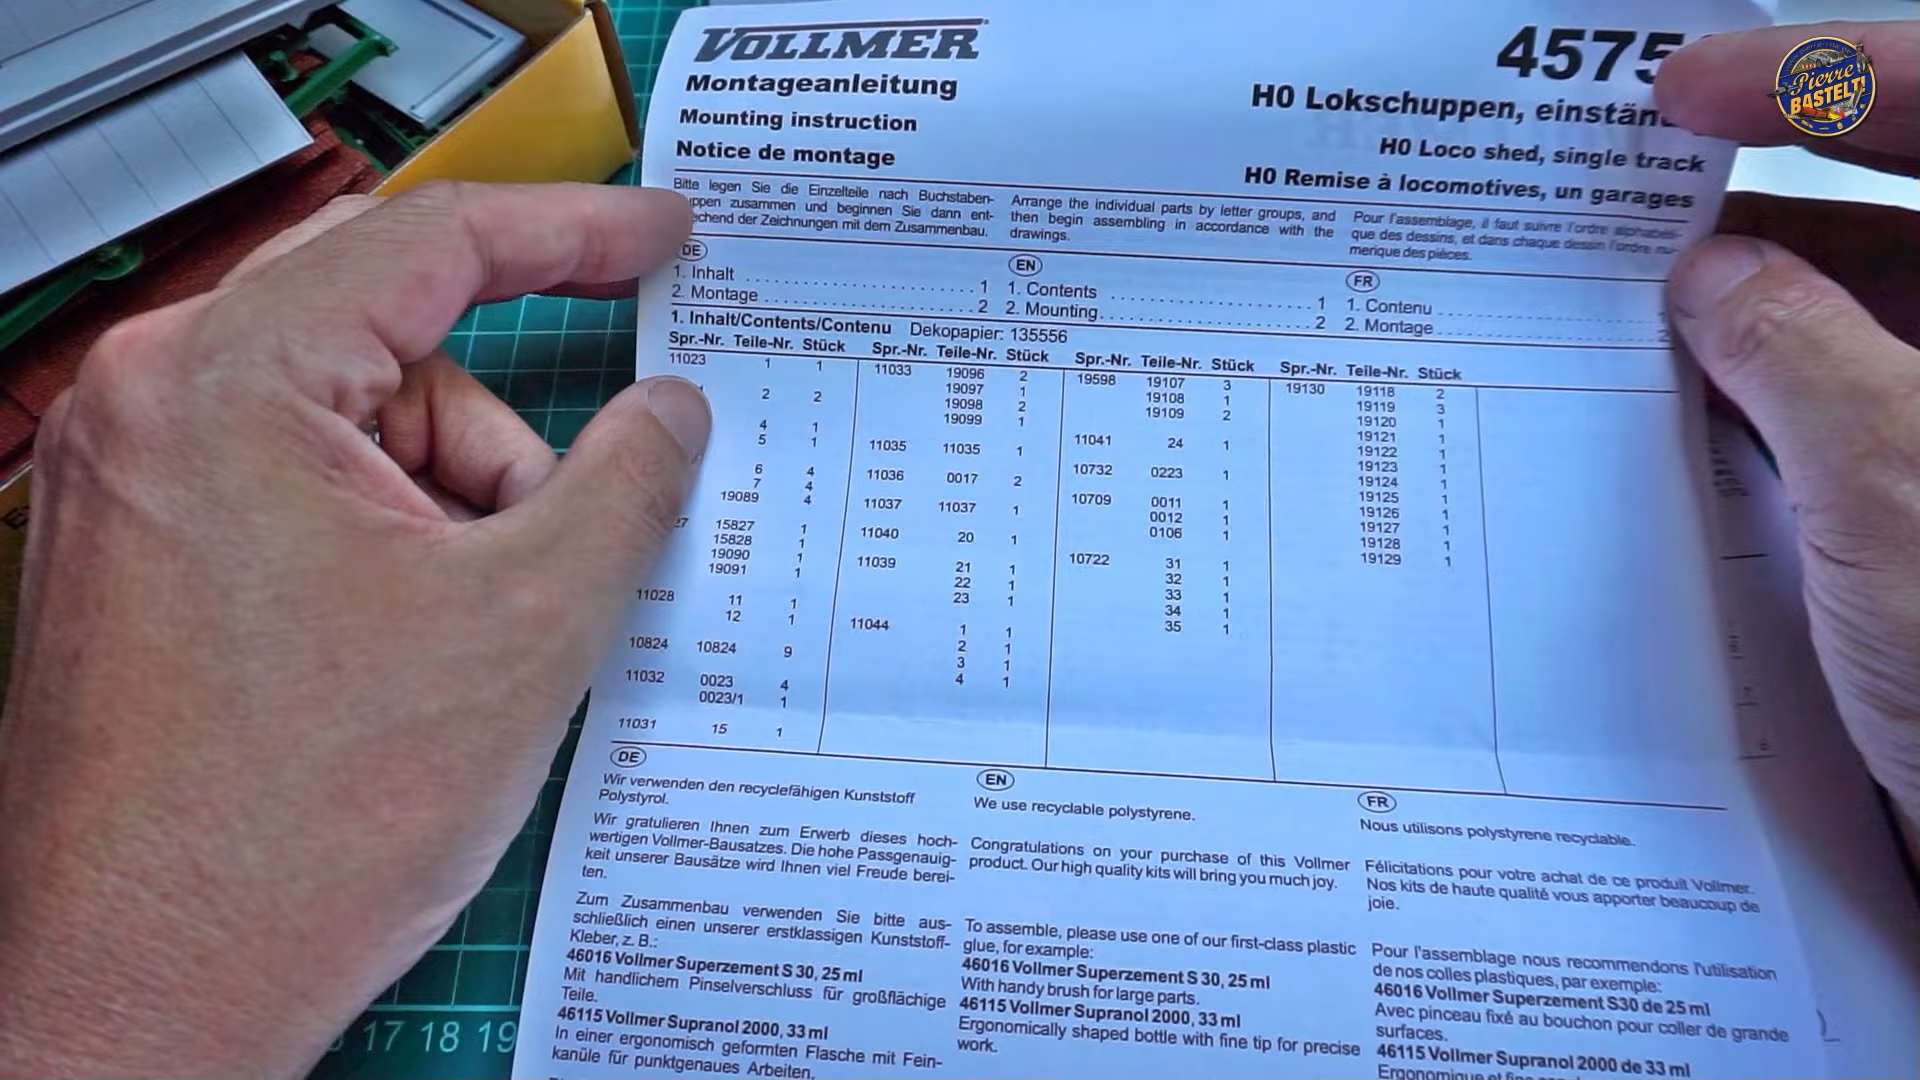 VOLLMER
Montageanleitung
Mounting instruction
Notice de montage
4575
H0 Lokschuppen, einstän
H0 Loco shed, single track
H0 Remise à locomotives, un garages
Pierre
BASTELT!
Bitte legen Sie die Einzelteile nach Buchstaben-
ppen zusammen und beginnen Sie dann ent-
echend der Zeichnungen mit dem Zusammenbau.
Arrange the individual parts by letter groups, and
then begin assembling in accordance with the
drawings.
Pour l'assemblage, il faut suivre l'ordre alphabé-
que des dessins, et dans chaque dessin l'ordre nu-
merique des pièces.
DE
1. Inhalt 1
2. Montage 2
EN
1. Contents 1
2. Mounting 2
FR
1. Contenu 1
2. Montage 2
1. Inhalt/Contents/Contenu Dekopapier: 135556
Spr.-Nr. Teile-Nr. Stück
11023 1 1
2 2
4 1
5 1
6 4
7 4
19089 4
27 15827 1
15828 1
19090 1
19091 1
11028 11 1
12 1
10824 10824 9
11032 0023 4
0023/1 1
11031 15 1
Spr.-Nr. Teile-Nr. Stück
11033 19096 2
19097 1
19098 2
19099 1
11035 11035 1
11036 0017 2
11037 11037 1
11040 20 1
11039 21 1
22 1
23 1
11044 1 1
2 1
3 1
4 1
Spr.-Nr. Teile-Nr. Stück
19598 19107 3
19108 1
19109 2
11041 24 1
10732 0223 1
10709 0011 1
0012 1
0106 1
10722 31 1
32 1
33 1
34 1
35 1
Spr.-Nr. Teile-Nr. Stück
19130 19118 2
19119 3
19120 1
19121 1
19122 1
19123 1
19124 1
19125 1
19126 1
19127 1
19128 1
19129 1
DE
Wir verwenden den recyclefähigen Kunststoff
Polystyrol.
Wir gratulieren Ihnen zum Erwerb dieses hoch-
wertigen Vollmer-Bausatzes. Die hohe Passgenauig-
keit unserer Bausätze wird Ihnen viel Freude berei-
ten.
Zum Zusammenbau verwenden Sie bitte aus-
schließlich einen unserer erstklassigen Kunststoff-
Kleber, z. B.:
46016 Vollmer Superzement S 30, 25 ml
Mit handlichem Pinselverschluss für großflächige
Teile.
46115 Vollmer Supranol 2000, 33 ml
In einer ergonomisch geformten Flasche mit Fein-
kanüle für punktgenaues Arbeiten.
EN
We use recyclable polystyrene.
Congratulations on your purchase of this Vollmer
product. Our high quality kits will bring you much joy.
To assemble, please use one of our first-class plastic
glue, for example:
46016 Vollmer Superzement S 30, 25 ml
With handy brush for large parts.
46115 Vollmer Supranol 2000, 33 ml
Ergonomically shaped bottle with fine tip for precise
work.
FR
Nous utilisons polystyrene recyclable.
Félicitations pour votre achat de ce produit Vollmer.
Nos kits de haute qualité vous apporter beaucoup de
joie.
Pour l'assemblage nous recommendons l'utilisation
de nos colles plastiques, par exemple:
46016 Vollmer Superzement S30 de 25 ml
Avec pinceau fixé au bouchon pour coller de grande
surfaces.
46115 Vollmer Supranol 2000 de 33 ml
17 18 19